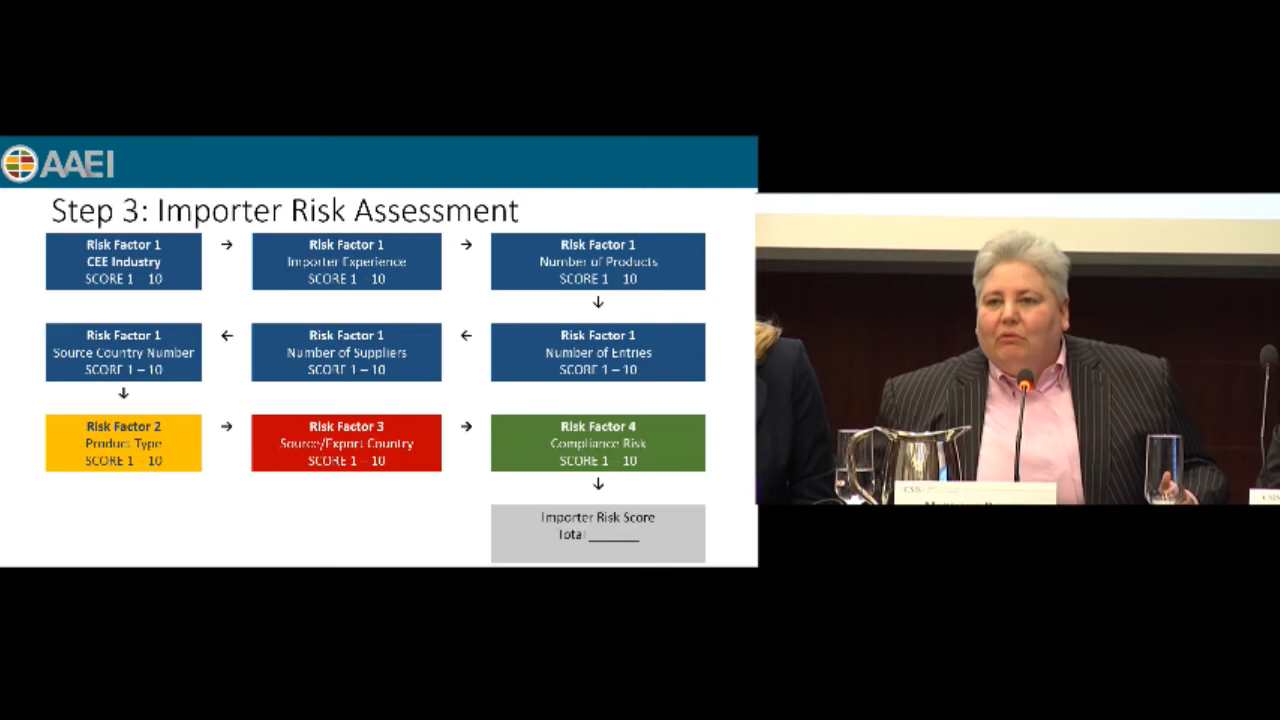 AAEI
Step 3: Importer Risk Assessment
Risk Factor 1
CEE Industry
SCORE 1 – 10
→
Risk Factor 1
Importer Experience
SCORE 1 – 10
→
Risk Factor 1
Number of Products
SCORE 1 – 10
↓
Risk Factor 1
Source Country Number
SCORE 1 – 10
←
Risk Factor 1
Number of Suppliers
SCORE 1 – 10
←
Risk Factor 1
Number of Entries
SCORE 1 – 10
↓
Risk Factor 2
Product Type
SCORE 1 – 10
→
Risk Factor 3
Source/Export Country
SCORE 1 – 10
→
Risk Factor 4
Compliance Risk
SCORE 1 – 10
↓
Importer Risk Score
Total ______
CSIS
CSIS